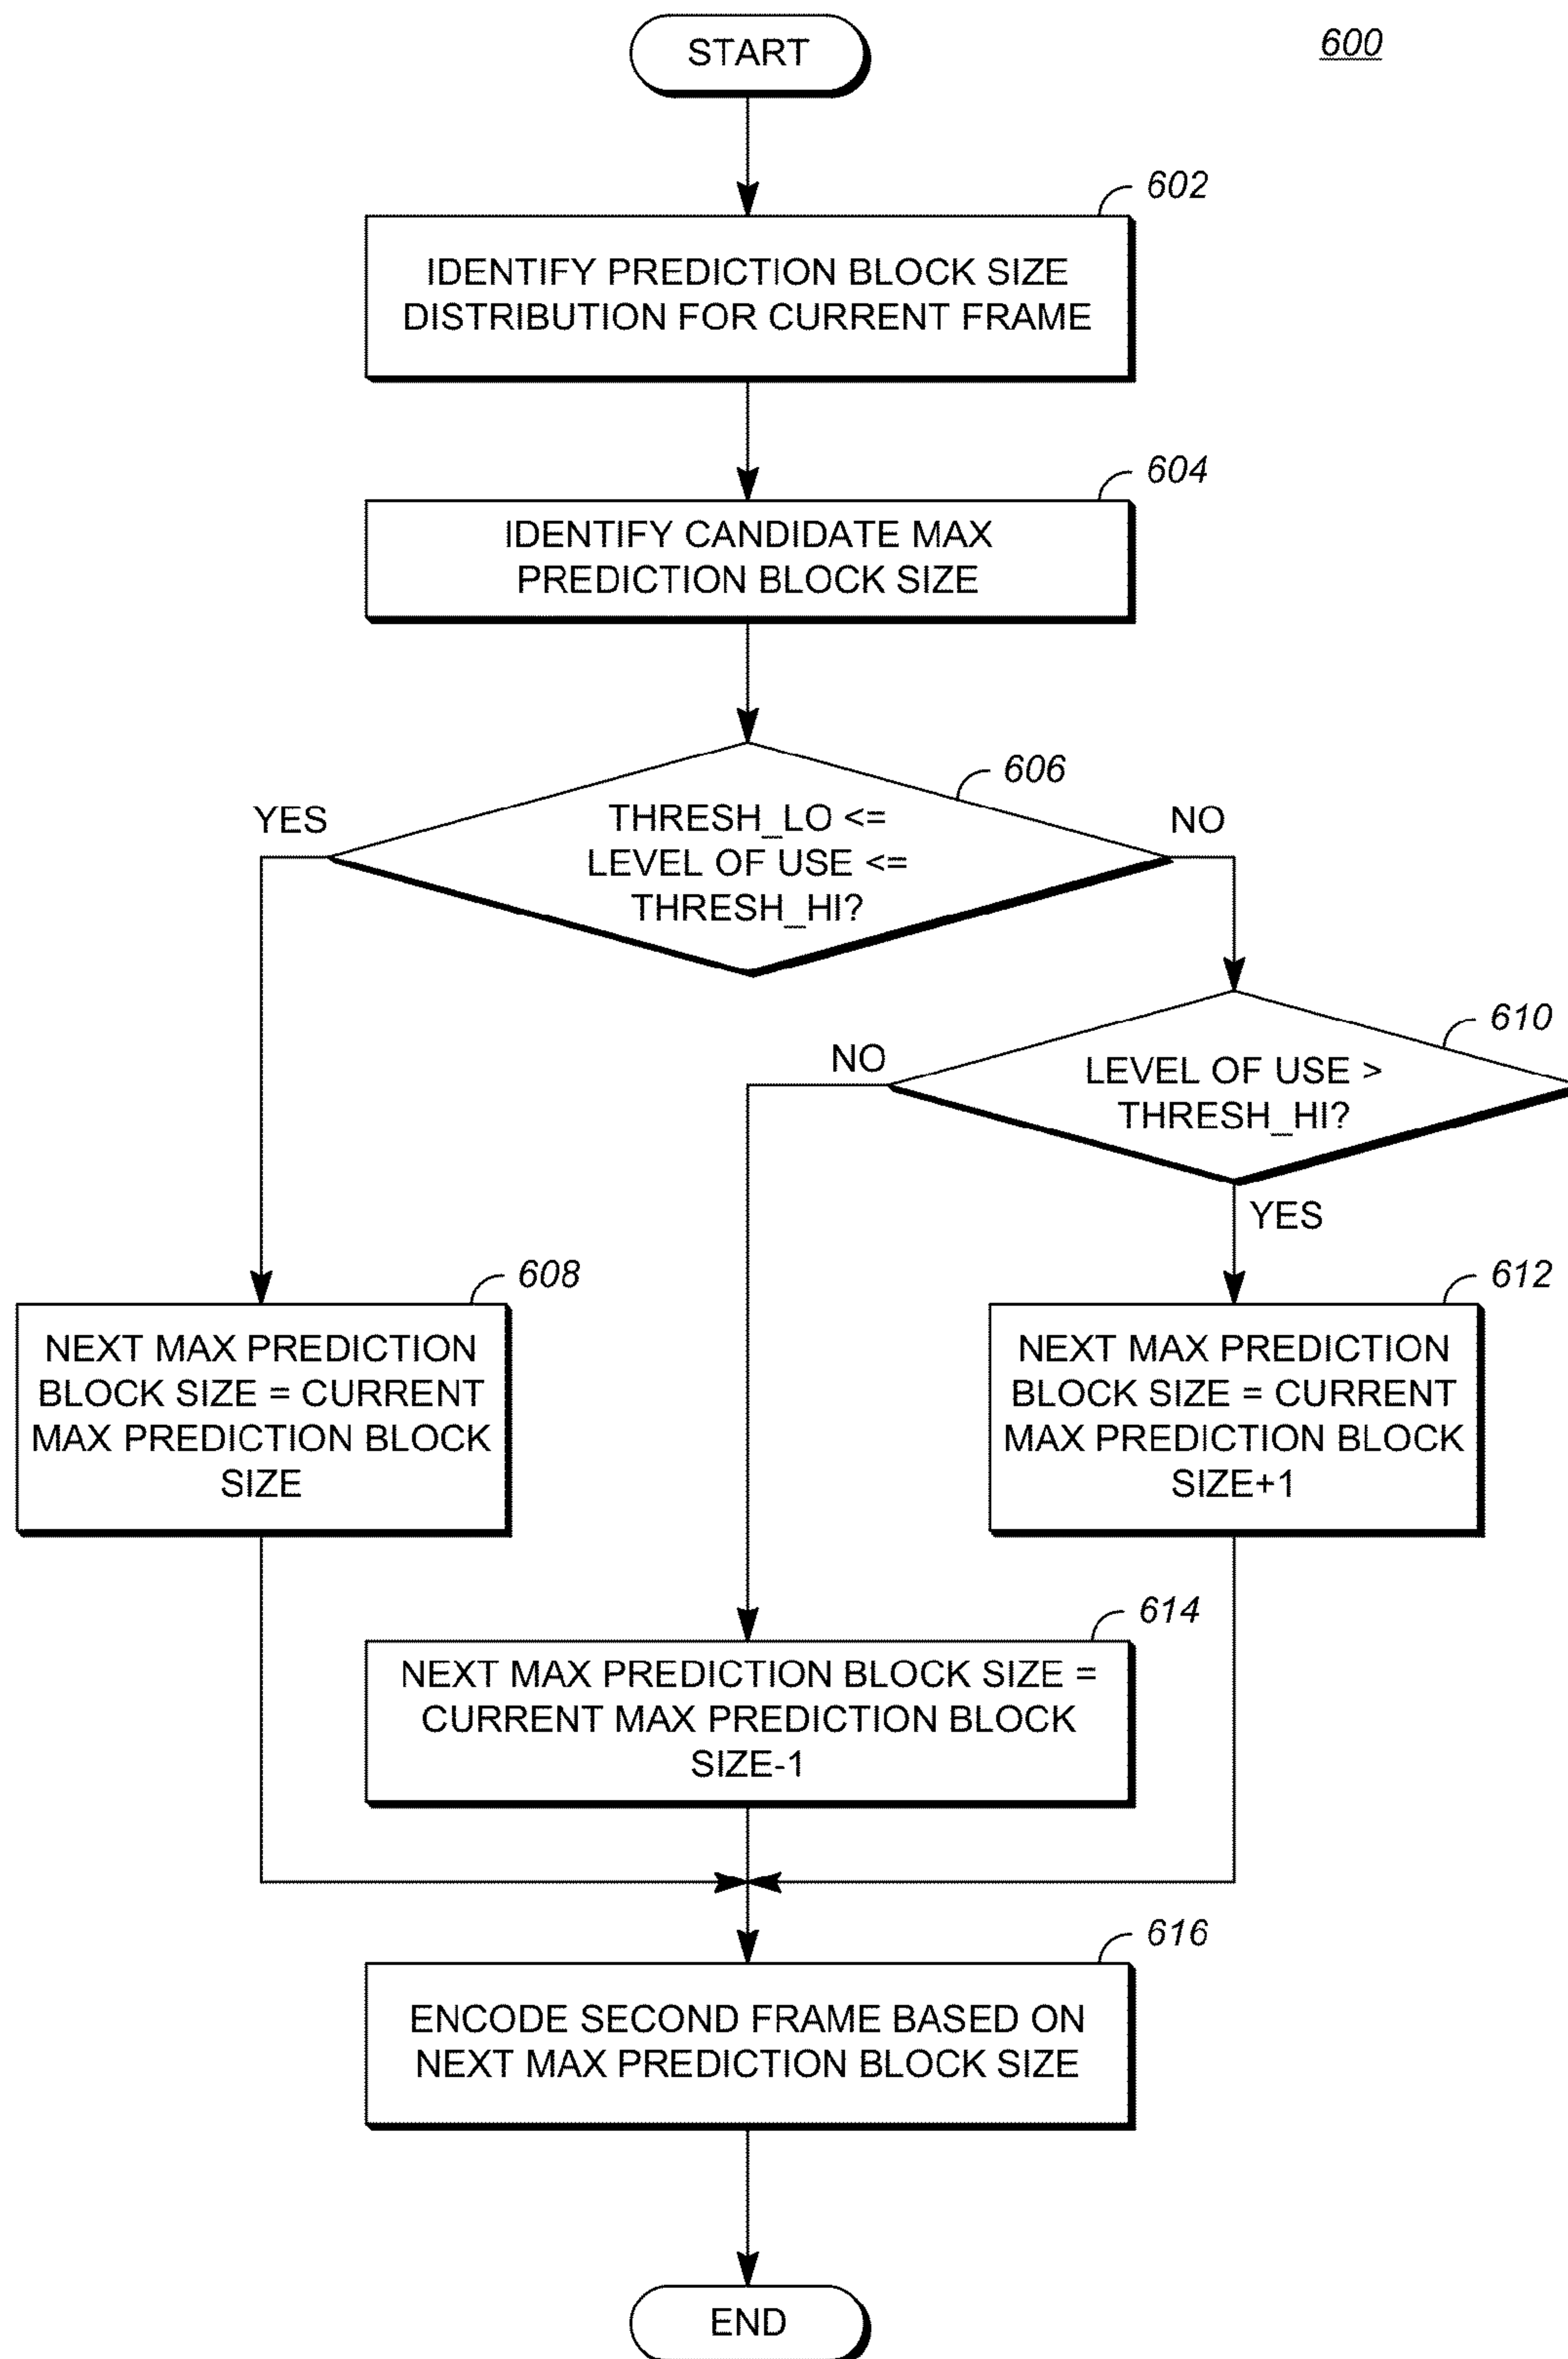 START
600
602
IDENTIFY PREDICTION BLOCK SIZE
DISTRIBUTION FOR CURRENT FRAME
604
IDENTIFY CANDIDATE MAX
PREDICTION BLOCK SIZE
606
YES
THRESH_LO <=
LEVEL OF USE <=
THRESH_HI?
NO
610
NO
LEVEL OF USE >
THRESH_HI?
YES
608
NEXT MAX PREDICTION
BLOCK SIZE = CURRENT
MAX PREDICTION BLOCK
SIZE
612
NEXT MAX PREDICTION
BLOCK SIZE = CURRENT
MAX PREDICTION BLOCK
SIZE+1
614
NEXT MAX PREDICTION BLOCK SIZE =
CURRENT MAX PREDICTION BLOCK
SIZE-1
616
ENCODE SECOND FRAME BASED ON
NEXT MAX PREDICTION BLOCK SIZE
END